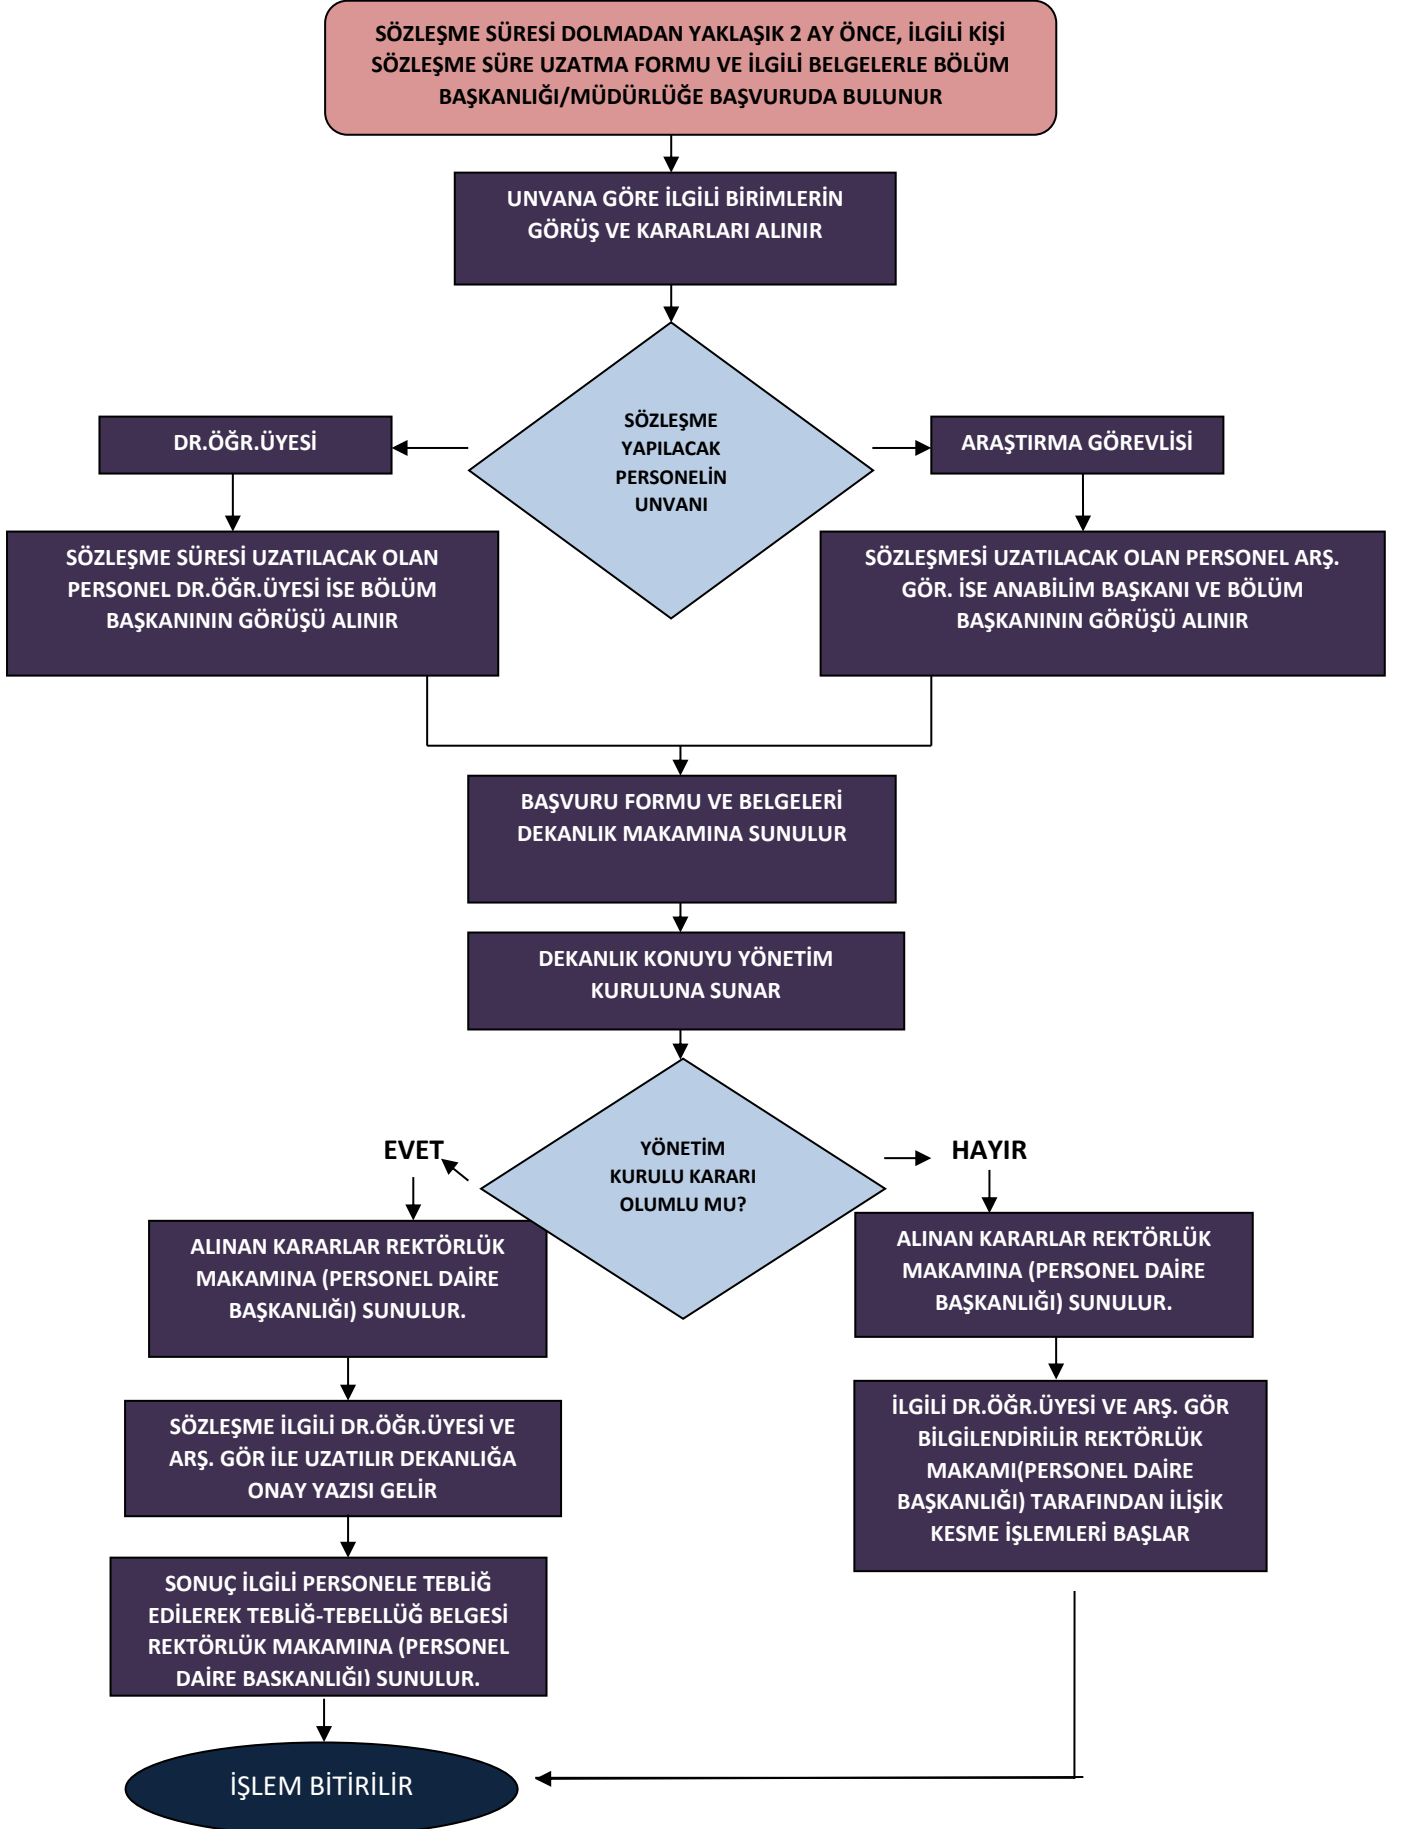 SÖZLEŞME SÜRESİ DOLMADAN YAKLAŞIK 2 AY ÖNCE, İLGİLİ KİŞİ
SÖZLEŞME SÜRE UZATMA FORMU VE İLGİLİ BELGELERLE BÖLÜM
BAŞKANLIĞI/MÜDÜRLÜĞE BAŞVURUDA BULUNUR
UNVANA GÖRE İLGİLİ BİRİMLERİN
GÖRÜŞ VE KARARLARI ALINIR
SÖZLEŞME
YAPILACAK
PERSONELİN
UNVANI
DR.ÖĞR.ÜYESİ
ARAŞTIRMA GÖREVLİSİ
SÖZLEŞME SÜRESİ UZATILACAK OLAN
PERSONEL DR.ÖĞR.ÜYESİ İSE BÖLÜM
BAŞKANININ GÖRÜŞÜ ALINIR
SÖZLEŞMESİ UZATILACAK OLAN PERSONEL ARŞ.
GÖR. İSE ANABİLİM BAŞKANI VE BÖLÜM
BAŞKANININ GÖRÜŞÜ ALINIR
BAŞVURU FORMU VE BELGELERİ
DEKANLIK MAKAMINA SUNULUR
DEKANLIK KONUYU YÖNETİM
KURULUNA SUNAR
YÖNETİM
KURULU KARARI
OLUMLU MU?
EVET
HAYIR
ALINAN KARARLAR REKTÖRLÜK
MAKAMINA (PERSONEL DAİRE
BAŞKANLIĞI) SUNULUR.
ALINAN KARARLAR REKTÖRLÜK
MAKAMINA (PERSONEL DAİRE
BAŞKANLIĞI) SUNULUR.
SÖZLEŞME İLGİLİ DR.ÖĞR.ÜYESİ VE
ARŞ. GÖR İLE UZATILIR DEKANLIĞA
ONAY YAZISI GELİR
İLGİLİ DR.ÖĞR.ÜYESİ VE ARŞ. GÖR
BİLGİLENDİRİLİR REKTÖRLÜK
MAKAMI(PERSONEL DAİRE
BAŞKANLIĞI) TARAFINDAN İLİŞİK
KESME İŞLEMLERİ BAŞLAR
SONUÇ İLGİLİ PERSONELE TEBLİĞ
EDİLEREK TEBLİĞ-TEBELLÜĞ BELGESİ
REKTÖRLÜK MAKAMINA (PERSONEL
DAİRE BAŞKANLIĞI) SUNULUR.
İŞLEM BİTİRİLİR